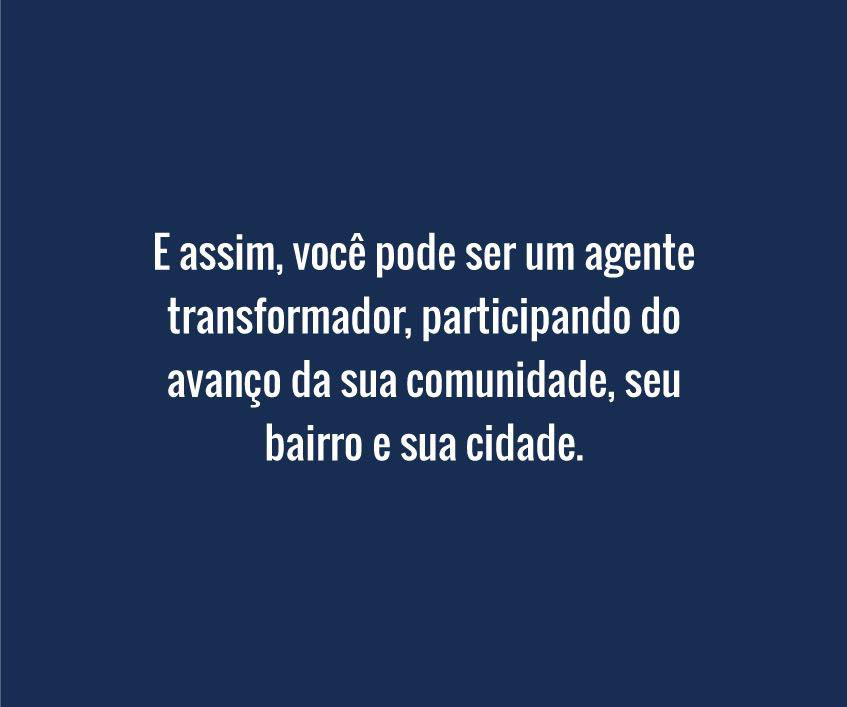 E assim, você pode ser um agente
transformador, participando do
avanço da sua comunidade, seu
bairro e sua cidade.